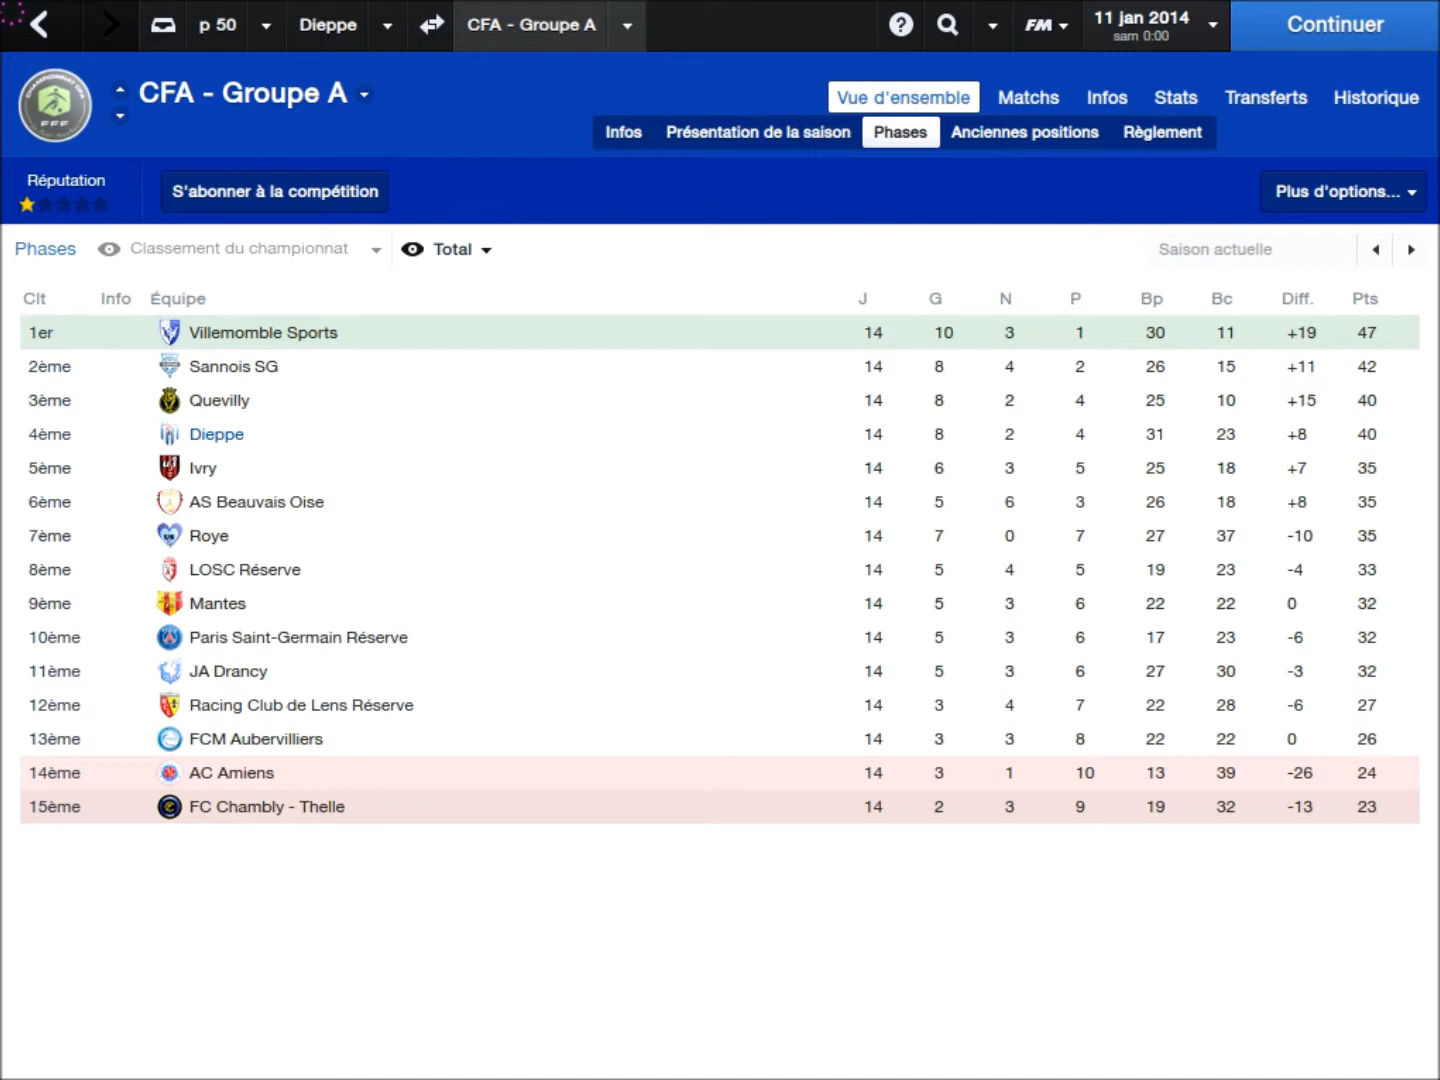 p 50 Dieppe CFA - Groupe A ? FM 11 jan 2014 Continuer
sam 0:00
CFA - Groupe A
Vue d'ensemble Matchs Infos Stats Transferts Historique
Infos Présentation de la saison Phases Anciennes positions Règlement
Réputation
S'abonner à la compétition Plus d'options...
Phases Classement du championnat Total Saison actuelle
Clt Info Équipe J G N P Bp Bc Diff. Pts
1er Villemomble Sports 14 10 3 1 30 11 +19 47
2ème Sannois SG 14 8 4 2 26 15 +11 42
3ème Quevilly 14 8 2 4 25 10 +15 40
4ème Dieppe 14 8 2 4 31 23 +8 40
5ème Ivry 14 6 3 5 25 18 +7 35
6ème AS Beauvais Oise 14 5 6 3 26 18 +8 35
7ème Roye 14 7 0 7 27 37 -10 35
8ème LOSC Réserve 14 5 4 5 19 23 -4 33
9ème Mantes 14 5 3 6 22 22 0 32
10ème Paris Saint-Germain Réserve 14 5 3 6 17 23 -6 32
11ème JA Drancy 14 5 3 6 27 30 -3 32
12ème Racing Club de Lens Réserve 14 3 4 7 22 28 -6 27
13ème FCM Aubervilliers 14 3 3 8 22 22 0 26
14ème AC Amiens 14 3 1 10 13 39 -26 24
15ème FC Chambly - Thelle 14 2 3 9 19 32 -13 23